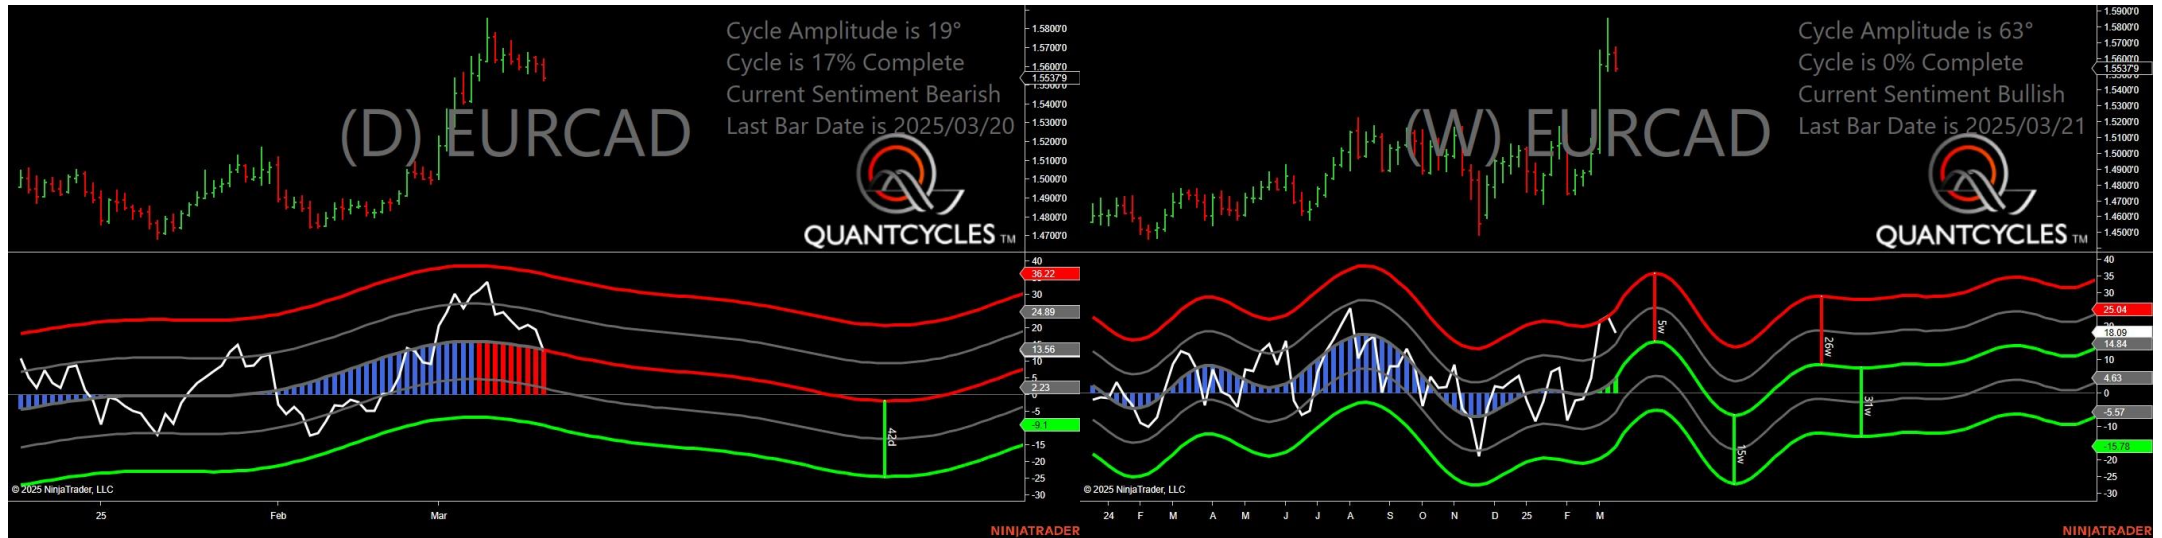 Cycle Amplitude is 19°
Cycle is 17% Complete
Current Sentiment Bearish
Last Bar Date is 2025/03/20
(D) EURCAD
QUANTCYCLES TM
1.5800'0
1.5700'0
1.5600'0
1.5537'9
1.5400'0
1.5300'0
1.5200'0
1.5100'0
1.5000'0
1.4900'0
1.4800'0
1.4700'0
40
36.22
30
24.89
20
13.56
10
5
2.23
0
-5
-9.1
-15
-20
-25
-30
42d
© 2025 NinjaTrader, LLC
25 Feb Mar
NINJATRADER
Cycle Amplitude is 63°
Cycle is 0% Complete
Current Sentiment Bullish
Last Bar Date is 2025/03/21
(W) EURCAD
QUANTCYCLES TM
1.5900'0
1.5800'0
1.5700'0
1.5537'9
1.5400'0
1.5300'0
1.5200'0
1.5100'0
1.5000'0
1.4900'0
1.4800'0
1.4700'0
1.4600'0
1.4500'0
40
35
30
25.04
18.09
14.84
10
4.63
0
-5.57
-10
-15.78
-20
-25
-30
5w
15w
26w
31w
© 2025 NinjaTrader, LLC
24 F M A M J J A S O N D 25 F M
NINJATRADER